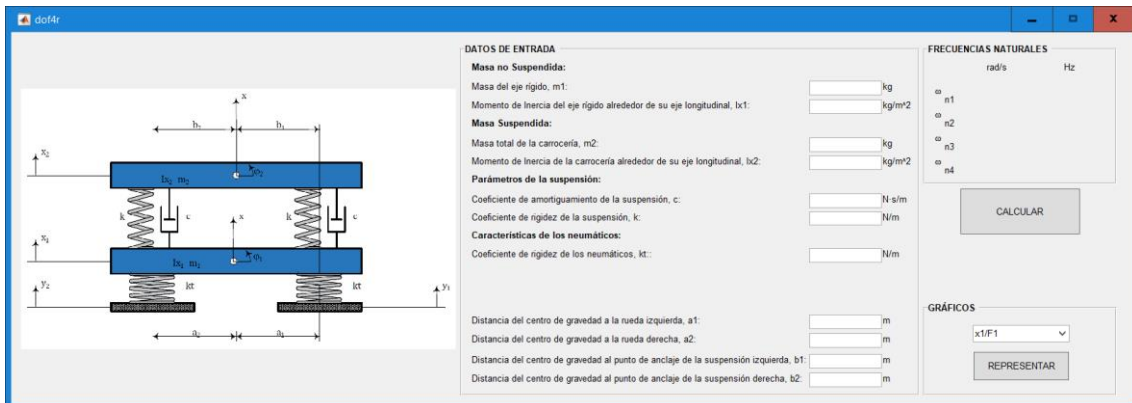 dof4r
x
b₂
b₁
x₂
φ₂
Ix₂ m₂
k
c
x
k
c
x₁
φ₁
Ix₁ m₁
kt
kt
y₂
y₁
a₂
a₁
DATOS DE ENTRADA
Masa no Suspendida:
Masa del eje rígido, m1: kg
Momento de Inercia del eje rígido alrededor de su eje longitudinal, Ix1: kg/m^2
Masa Suspendida:
Masa total de la carrocería, m2: kg
Momento de Inercia de la carrocería alrededor de su eje longitudinal, Ix2: kg/m^2
Parámetros de la suspensión:
Coeficiente de amortiguamiento de la suspensión, c: N·s/m
Coeficiente de rigidez de la suspensión, k: N/m
Características de los neumáticos:
Coeficiente de rigidez de los neumáticos, kt:: N/m
Distancia del centro de gravedad a la rueda izquierda, a1: m
Distancia del centro de gravedad a la rueda derecha, a2: m
Distancia del centro de gravedad al punto de anclaje de la suspensión izquierda, b1: m
Distancia del centro de gravedad al punto de anclaje de la suspensión derecha, b2: m
FRECUENCIAS NATURALES
rad/s Hz
ω n1
ω n2
ω n3
ω n4
CALCULAR
GRÁFICOS
x1/F1
REPRESENTAR